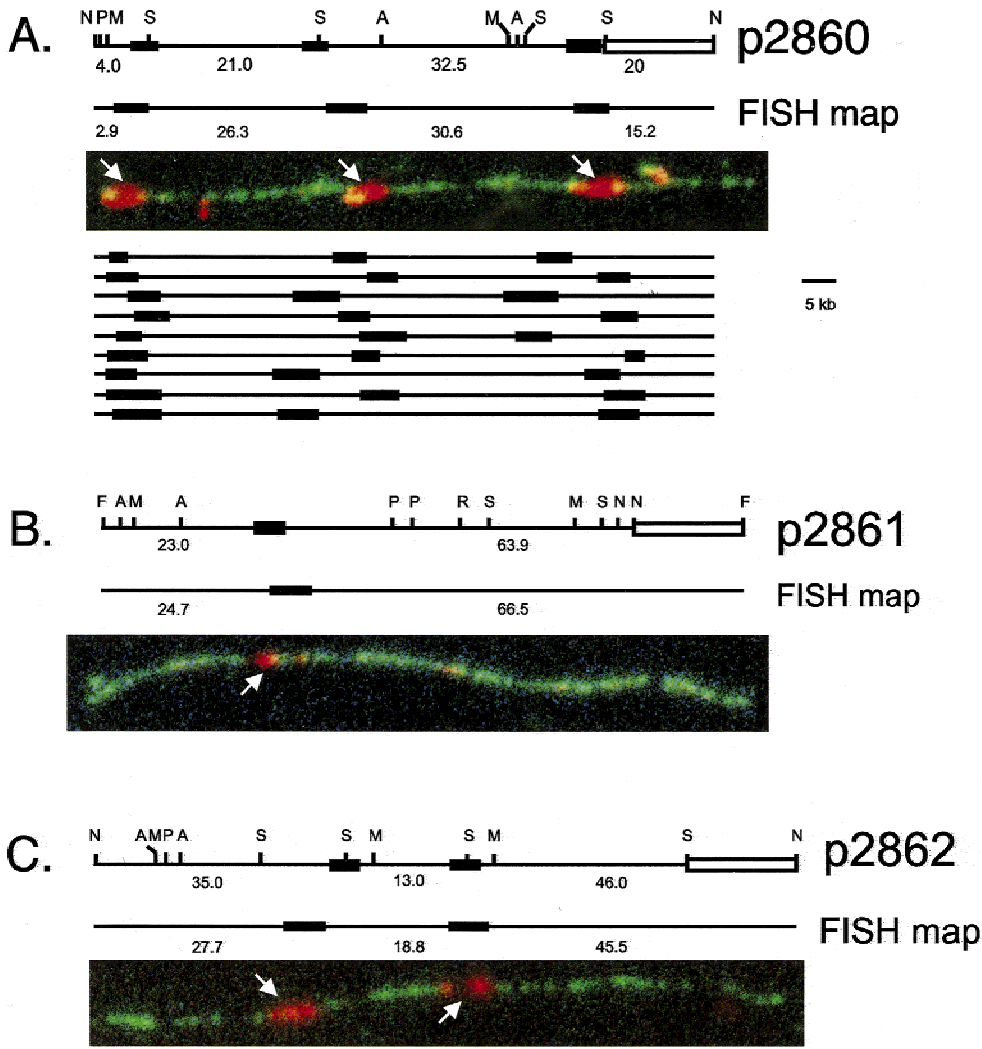 A.
N P M S S A M A S S N
p2860
4.0 21.0 32.5 20
FISH map
2.9 26.3 30.6 15.2
5 kb
B.
F A M A P P R S M S N N F
p2861
23.0 63.9
FISH map
24.7 66.5
C.
N A M P A S S M S M S N
p2862
35.0 13.0 46.0
FISH map
27.7 18.8 45.5